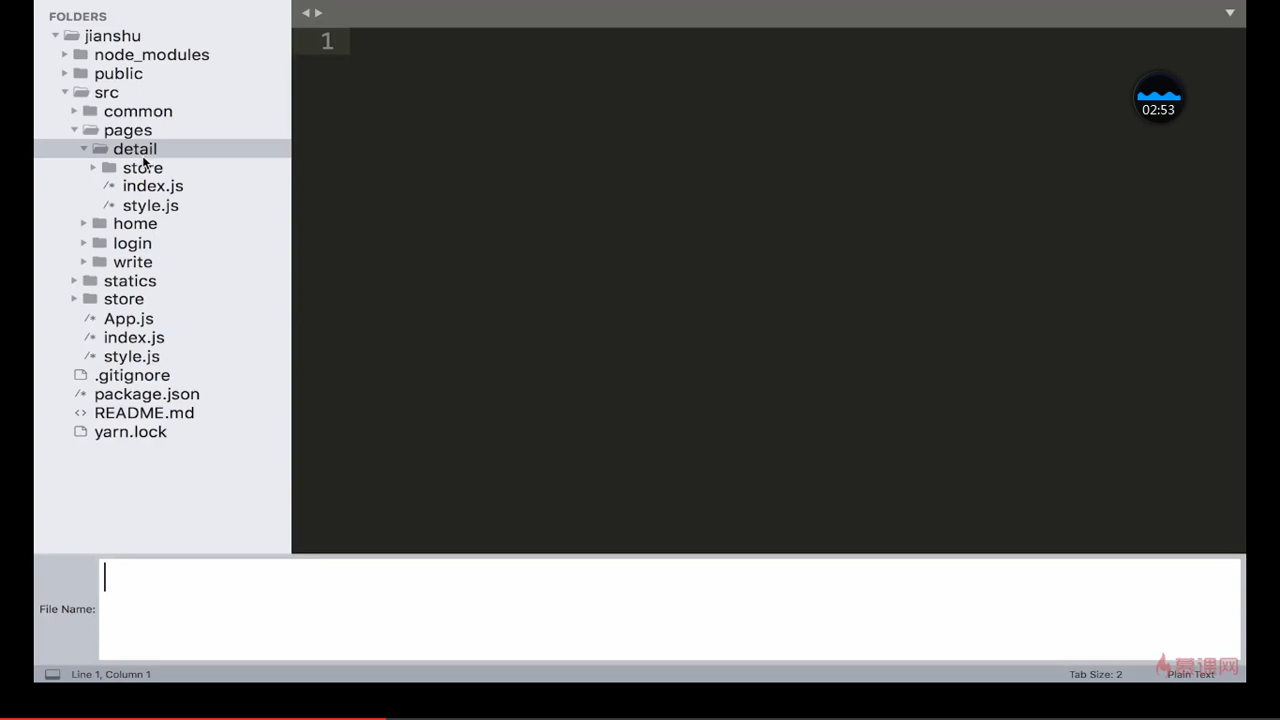 FOLDERS
jianshu
node_modules
public
src
common
pages
detail
store
index.js
style.js
home
login
write
statics
store
App.js
index.js
style.js
.gitignore
package.json
README.md
yarn.lock
1
02:53
File Name:
Line 1, Column 1
Tab Size: 2
Plain Text
慕课网